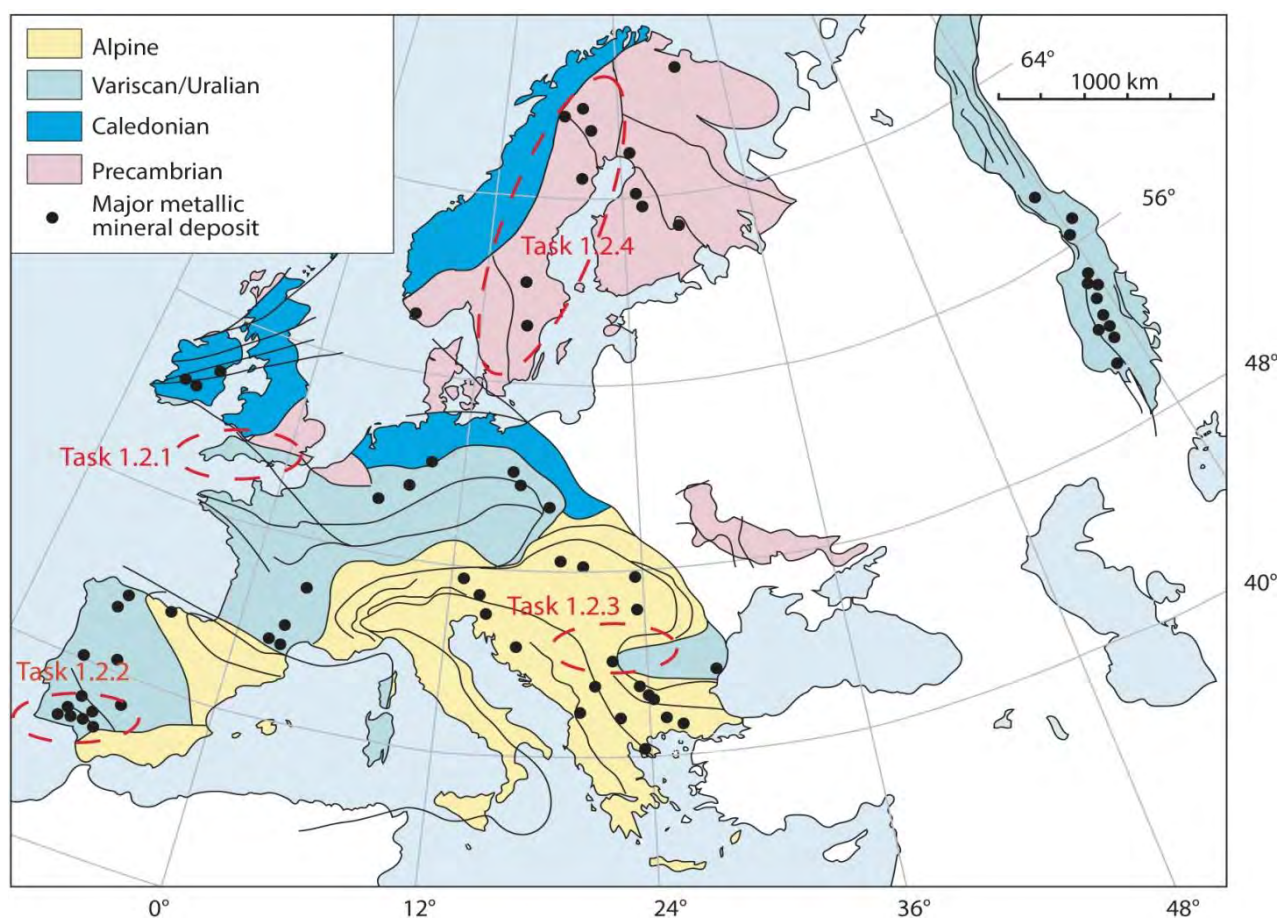 Alpine
Variscan/Uralian
Caledonian
Precambrian
Major metallic
mineral deposit
64°
1000 km
56°
48°
40°
Task 1.2.4
Task 1.2.1
Task 1.2.3
Task 1.2.2
0°
12°
24°
36°
48°